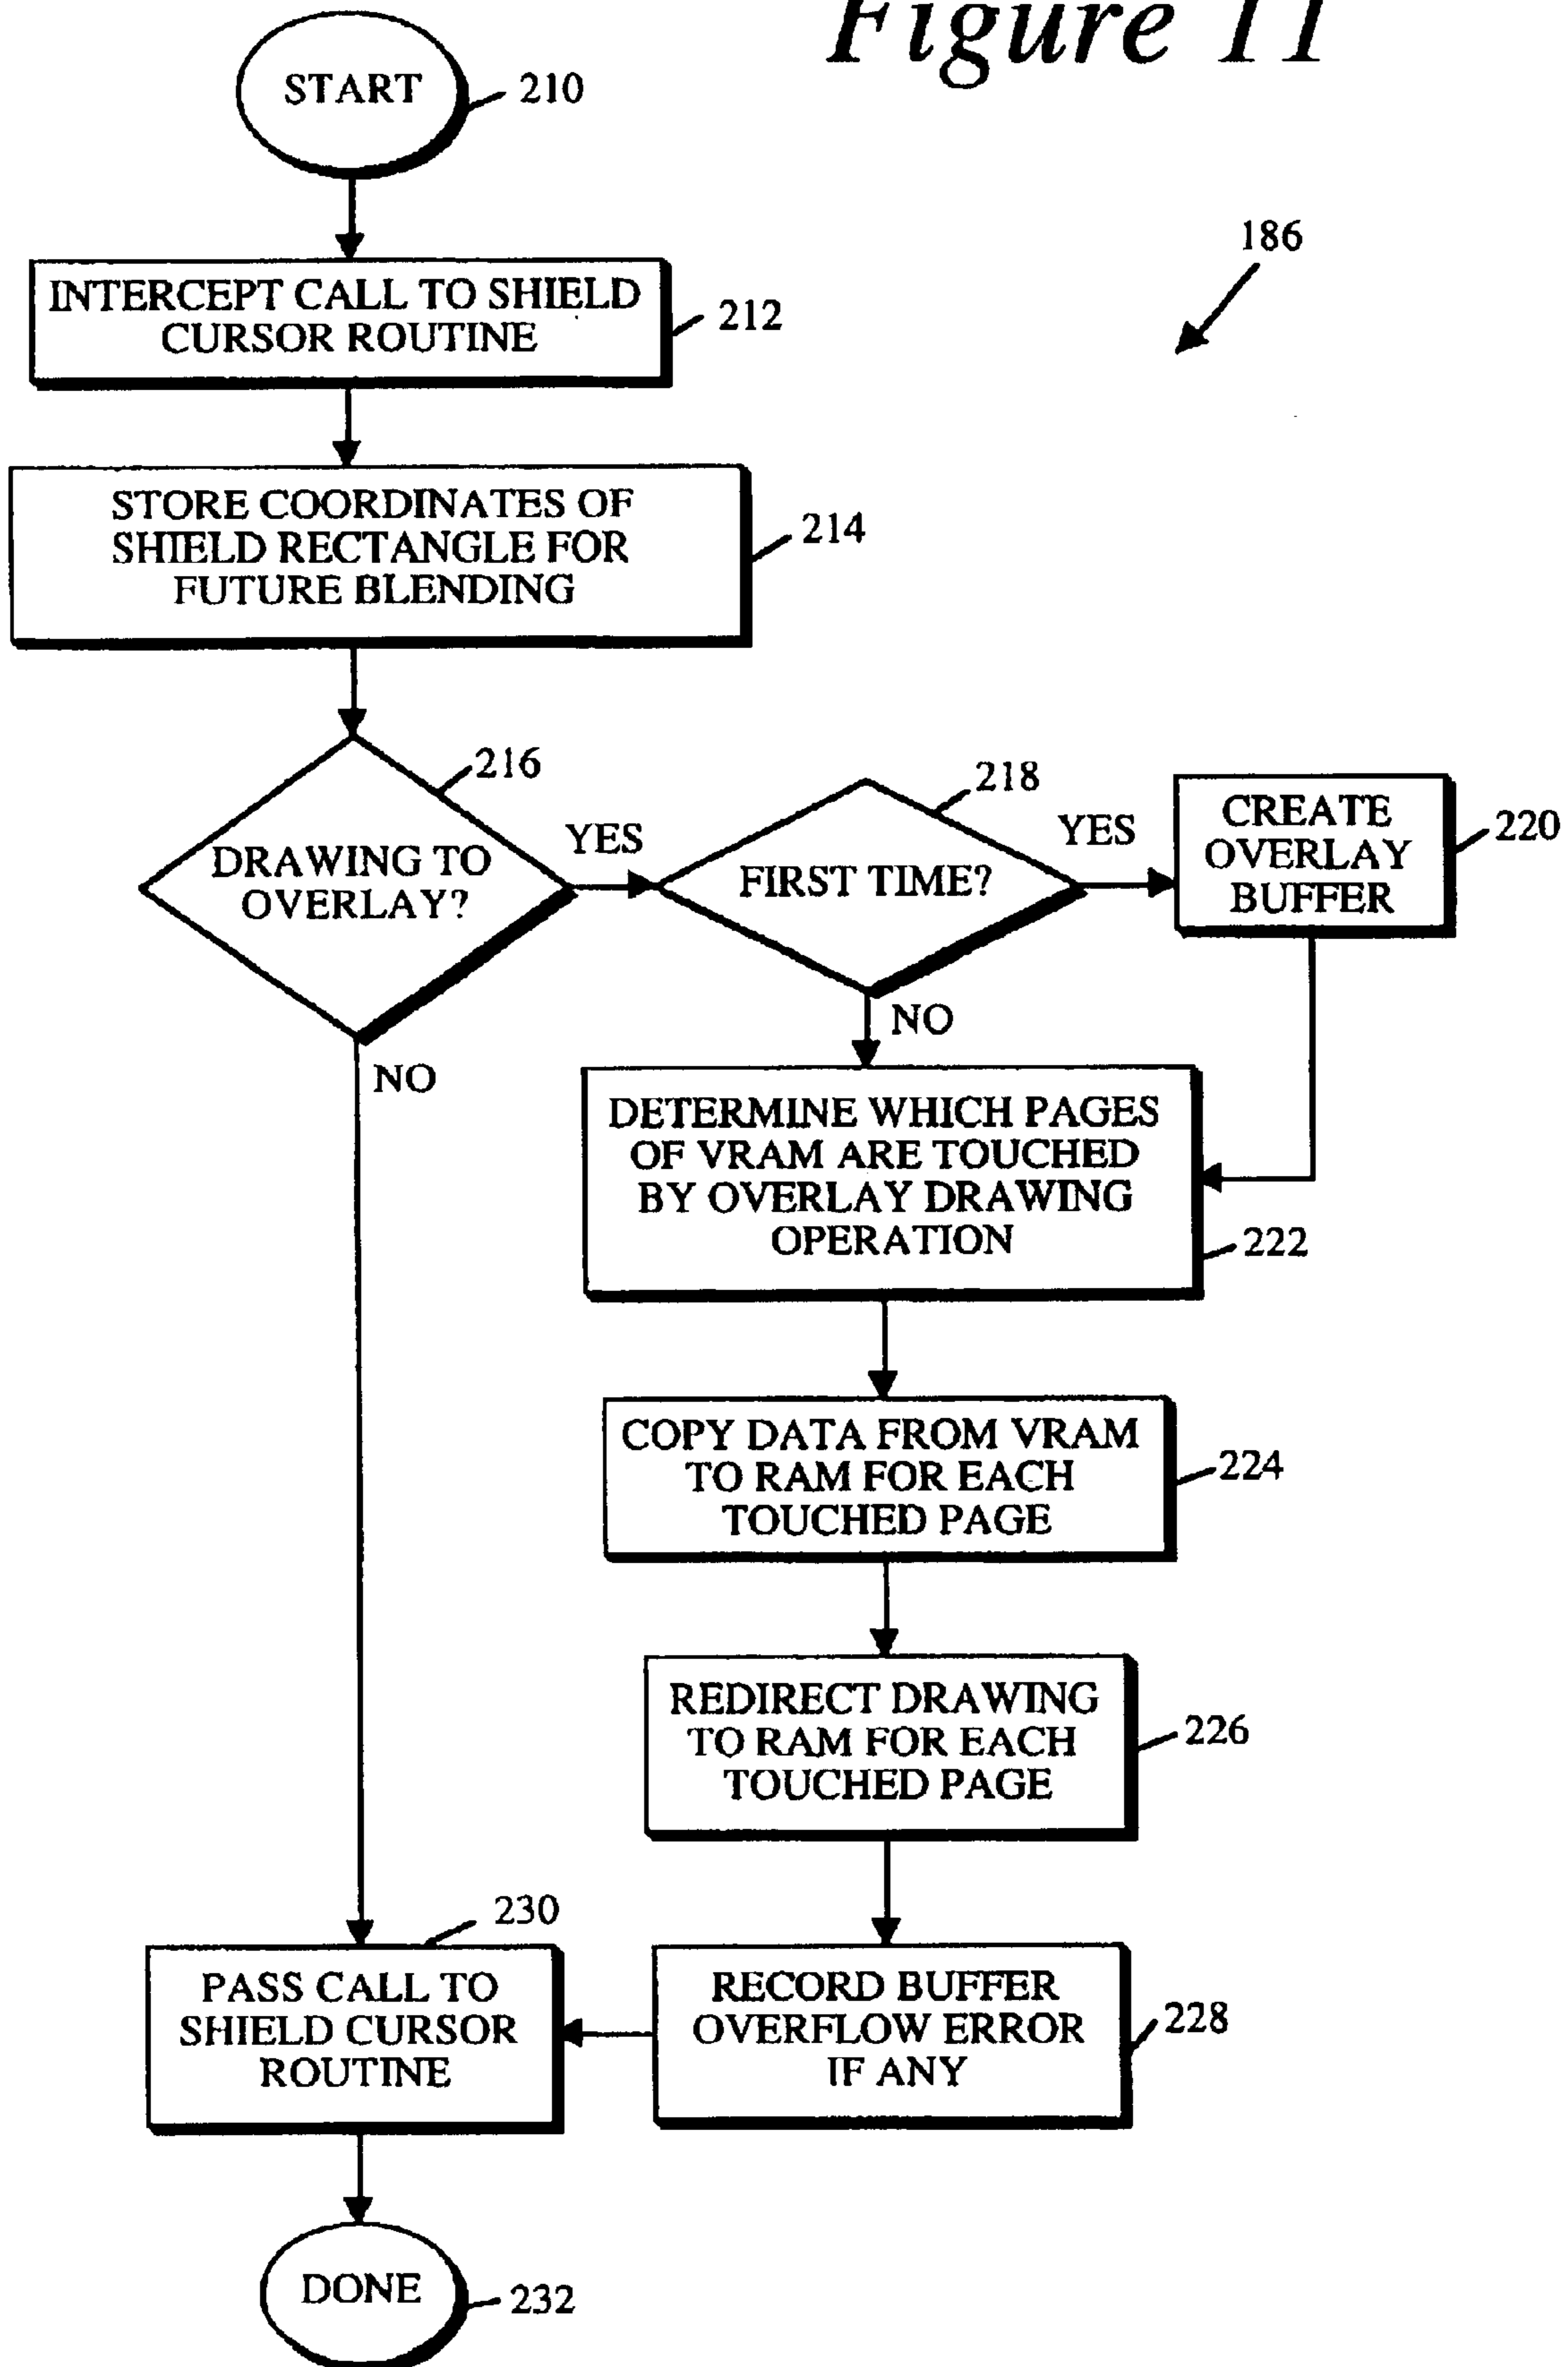 Figure 11
START
210
186
INTERCEPT CALL TO SHIELD
CURSOR ROUTINE
212
STORE COORDINATES OF
SHIELD RECTANGLE FOR
FUTURE BLENDING
214
DRAWING TO
OVERLAY?
216
YES
NO
FIRST TIME?
218
YES
NO
CREATE
OVERLAY
BUFFER
220
DETERMINE WHICH PAGES
OF VRAM ARE TOUCHED
BY OVERLAY DRAWING
OPERATION
222
COPY DATA FROM VRAM
TO RAM FOR EACH
TOUCHED PAGE
224
REDIRECT DRAWING
TO RAM FOR EACH
TOUCHED PAGE
226
RECORD BUFFER
OVERFLOW ERROR
IF ANY
228
230
PASS CALL TO
SHIELD CURSOR
ROUTINE
DONE
232